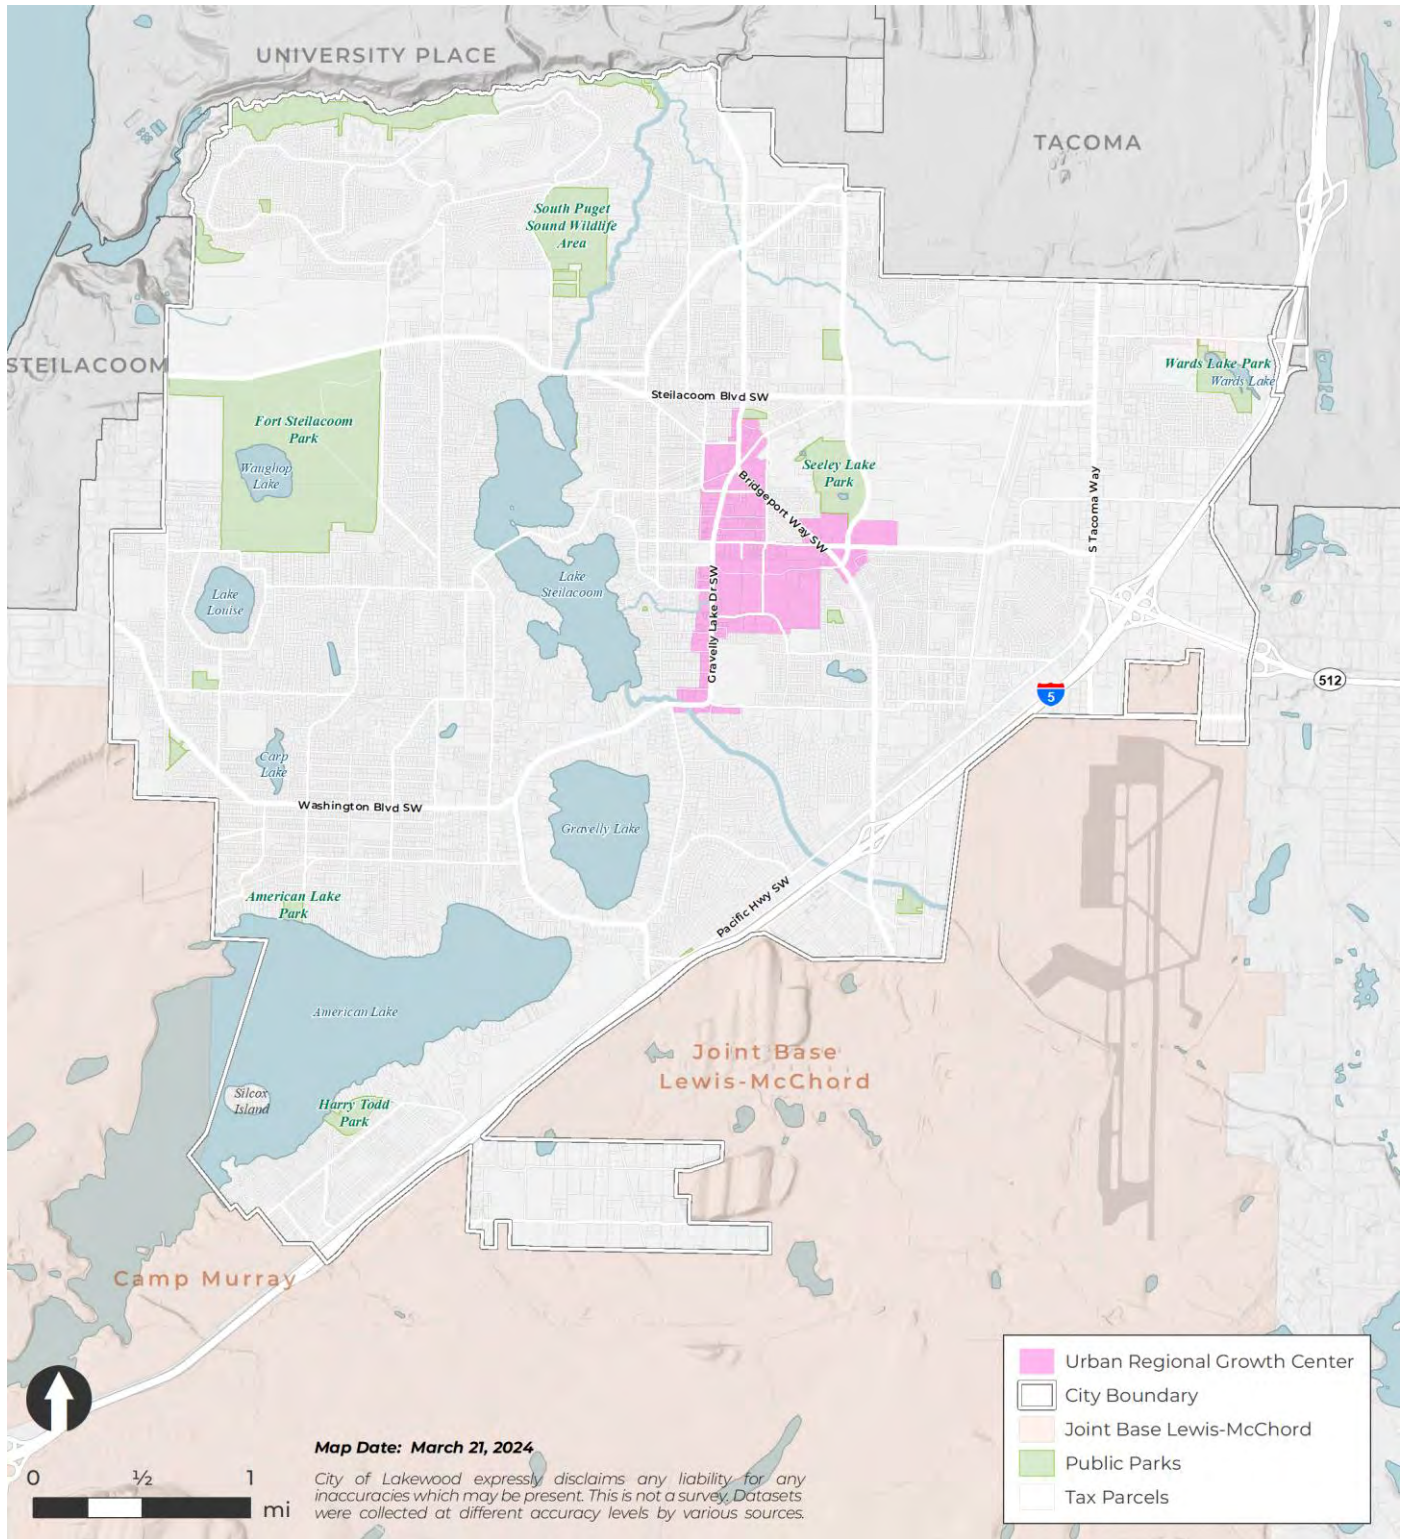 UNIVERSITY PLACE
TACOMA
South Puget
Sound Wildlife
Area
STEILACOOM
Wards Lake Park
Wards Lake
Steilacoom Blvd SW
Fort Steilacoom
Park
Waughop
Lake
Seeley Lake
Park
Bridgeport Way SW
S Tacoma Way
Lake
Steilacoom
Lake
Louise
Gravelly Lake Dr SW
512
5
Carp
Lake
Washington Blvd SW
Gravelly Lake
American Lake
Park
Pacific Hwy SW
American Lake
Joint Base
Lewis-McChord
Silcox
Island
Harry Todd
Park
Camp Murray
Urban Regional Growth Center
City Boundary
Joint Base Lewis-McChord
Public Parks
Tax Parcels
Map Date: March 21, 2024
City of Lakewood expressly disclaims any liability for any
inaccuracies which may be present. This is not a survey. Datasets
were collected at different accuracy levels by various sources.
0 ½ 1
mi